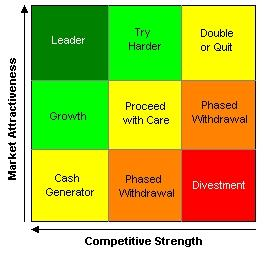 Market Attractiveness
Leader
Try
Harder
Double
or Quit
Growth
Proceed
with Care
Phased
Withdrawal
Cash
Generator
Phased
Withdrawal
Divestment
Competitive Strength